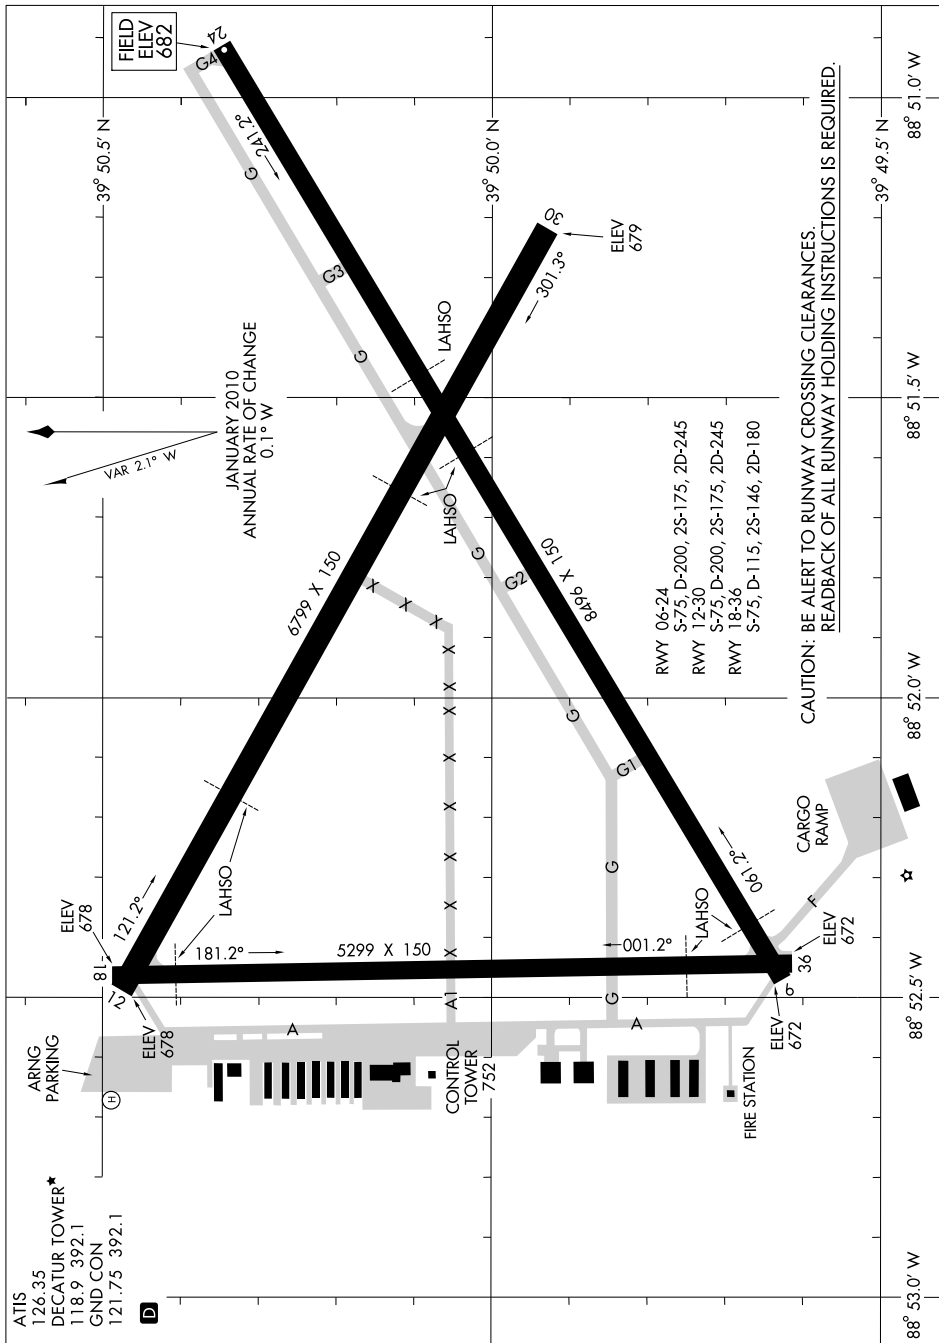 ATIS
126.35
DECATUR TOWER★
118.9 392.1
GND CON
121.75 392.1
D
ARNG
PARKING
H
ELEV
678
ELEV
678
12
18
121.2°
181.2°
LAHSO
5299 X 150
001.2°
LAHSO
A
A1
A
CONTROL
TOWER
752
FIRE STATION
ELEV
672
ELEV
672
6
36
061.2°
F
CARGO
RAMP
X X X X X X X X X X X
G
G
G1
G
G2
G
G
G3
G
G4
6799 X 150
8496 X 150
LAHSO
LAHSO
JANUARY 2010
ANNUAL RATE OF CHANGE
0.1° W
VAR 2.1° W
241.2°
24
FIELD
ELEV
682
301.3°
30
ELEV
679
RWY 06-24
S-75, D-200, 2S-175, 2D-245
RWY 12-30
S-75, D-200, 2S-175, 2D-245
RWY 18-36
S-75, D-115, 2S-146, 2D-180
CAUTION: BE ALERT TO RUNWAY CROSSING CLEARANCES.
READBACK OF ALL RUNWAY HOLDING INSTRUCTIONS IS REQUIRED.
39° 50.5' N
39° 50.0' N
39° 49.5' N
88° 53.0' W
88° 52.5' W
88° 52.0' W
88° 51.5' W
88° 51.0' W